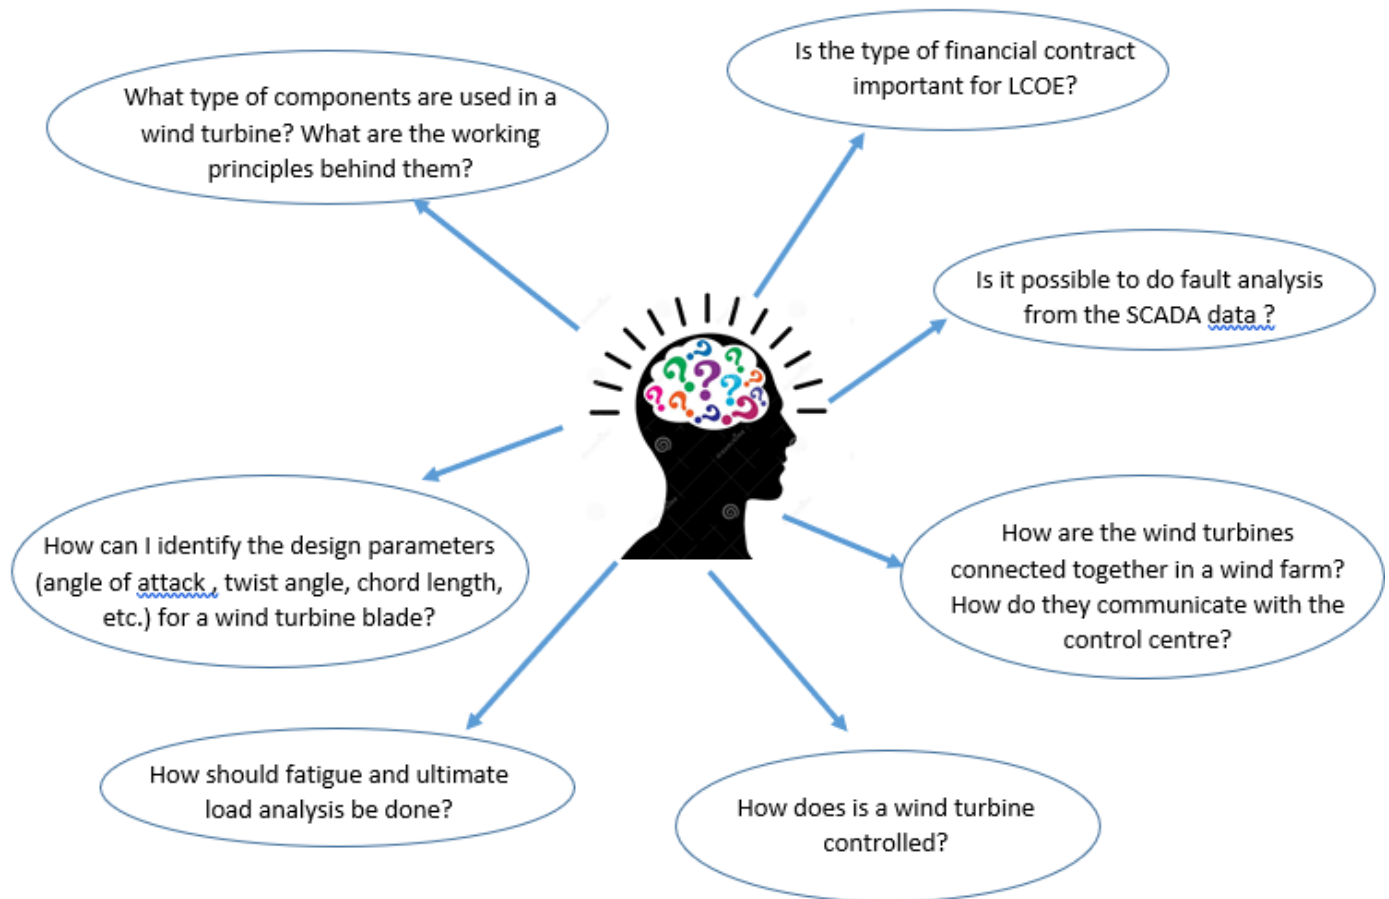 What type of components are used in a
wind turbine? What are the working
principles behind them?
Is the type of financial contract
important for LCOE?
Is it possible to do fault analysis
from the SCADA data ?
How can I identify the design parameters
(angle of attack , twist angle, chord length,
etc.) for a wind turbine blade?
How are the wind turbines
connected together in a wind farm?
How do they communicate with the
control centre?
How should fatigue and ultimate
load analysis be done?
How does is a wind turbine
controlled?